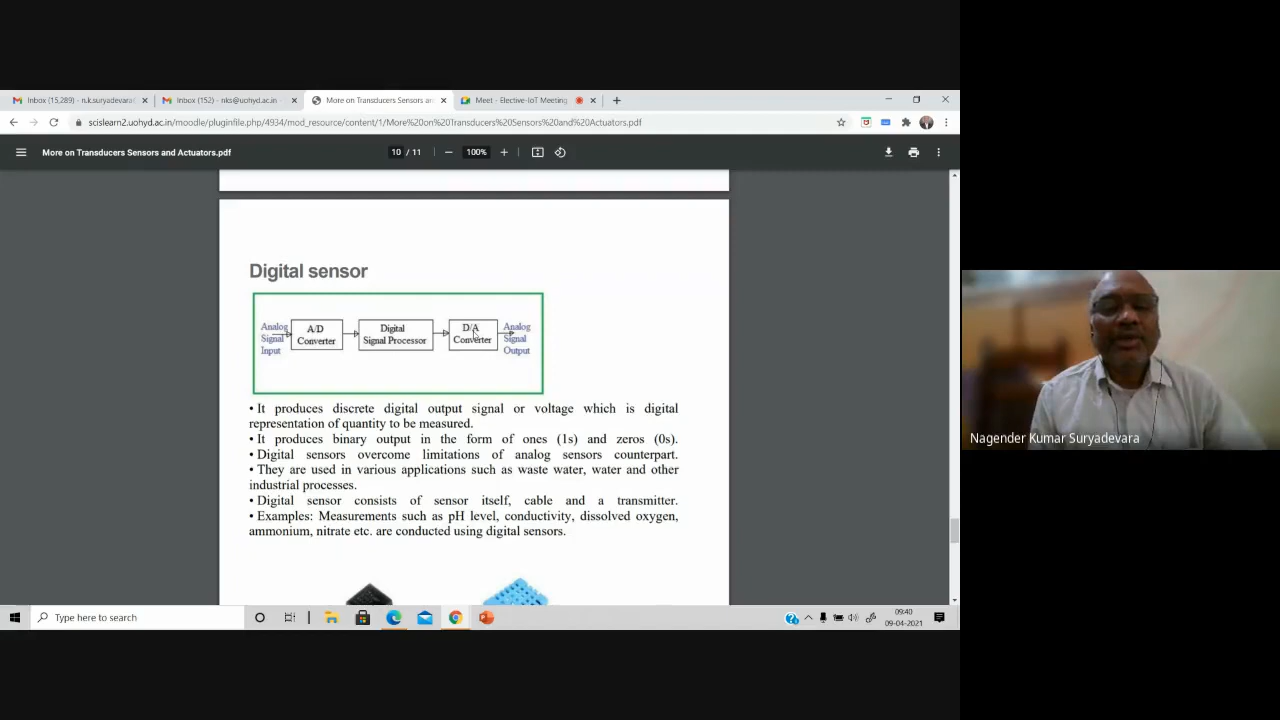 Inbox (15,289) - n.k.suryadevara
Inbox (152) - nks@uohyd.ac.in
More on Transducers Sensors an
Meet - Elective-IoT Meeting
scislearn2.uohyd.ac.in/moodle/pluginfile.php/4934/mod_resource/content/1/More%20on%20Transducers%20Sensors%20and%20Actuators.pdf
More on Transducers Sensors and Actuators.pdf
10 / 11
100%
Digital sensor
Analog
Signal
Input
A/D
Converter
Digital
Signal Processor
D/A
Converter
Analog
Signal
Output
• It produces discrete digital output signal or voltage which is digital
representation of quantity to be measured.
• It produces binary output in the form of ones (1s) and zeros (0s).
• Digital sensors overcome limitations of analog sensors counterpart.
• They are used in various applications such as waste water, water and other
industrial processes.
• Digital sensor consists of sensor itself, cable and a transmitter.
• Examples: Measurements such as pH level, conductivity, dissolved oxygen,
ammonium, nitrate etc. are conducted using digital sensors.
Nagender Kumar Suryadevara
Type here to search
09:40
09-04-2021